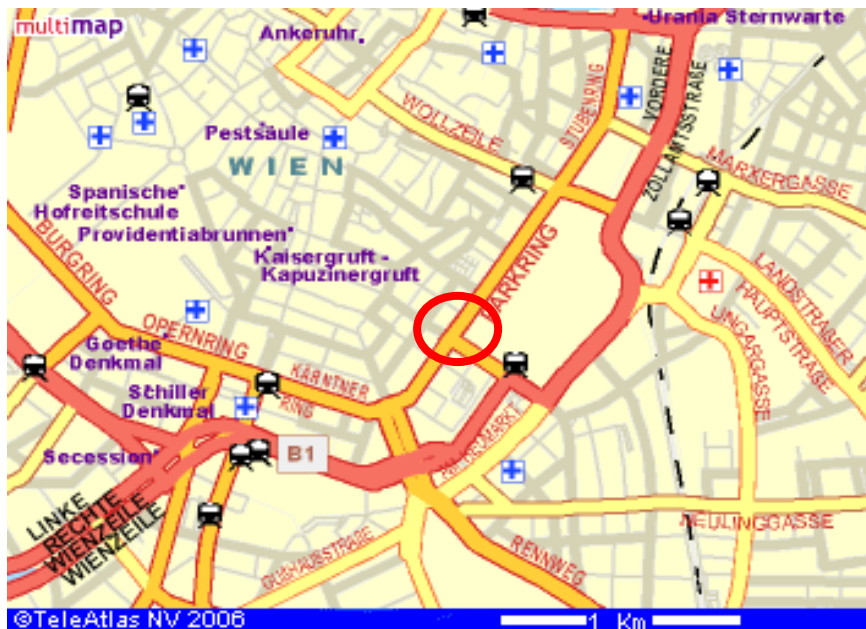 multimap
Ankeruhr
Urania Sternwarte
WOLLZEILE
STUBENRING
VORDERE
ZOLLAMTSSTRAßE
Pestsäule
WIEN
MARXERGASSE
Spanische
Hofreitschule
Providentiabrunnen
BURGRING
Kaisergruft -
Kapuzinergruft
PARKRING
LANDSTRAßER
HAUPTSTRAßE
UNGARGASSE
OPERNRING
Goethe
Denkmal
KÄRNTNER
RING
Schiller
Denkmal
Secession
B1
LINKE
WIENZEILE
RECHTE
WIENZEILE
NEULINGGASSE
GUßHAUSSTRAßE
RENNWEG
©TeleAtlas NV 2006
1 Km